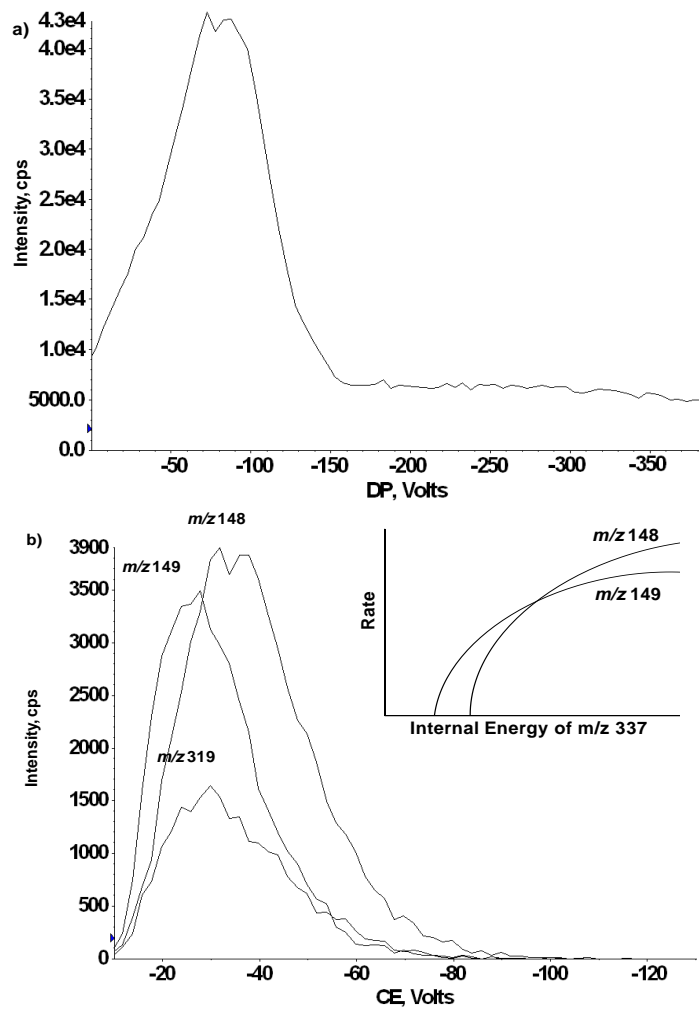 a)
4.3e4
4.0e4
3.5e4
3.0e4
2.5e4
2.0e4
1.5e4
1.0e4
5000.0
0.0
Intensity, cps
-50 -100 -150 -200 -250 -300 -350
DP, Volts
b)
m/z 148
m/z 149
m/z 319
3900
3500
3000
2500
2000
1500
1000
500
0
Intensity, cps
-20 -40 -60 -80 -100 -120
CE, Volts
m/z 148
m/z 149
Rate
Internal Energy of m/z 337